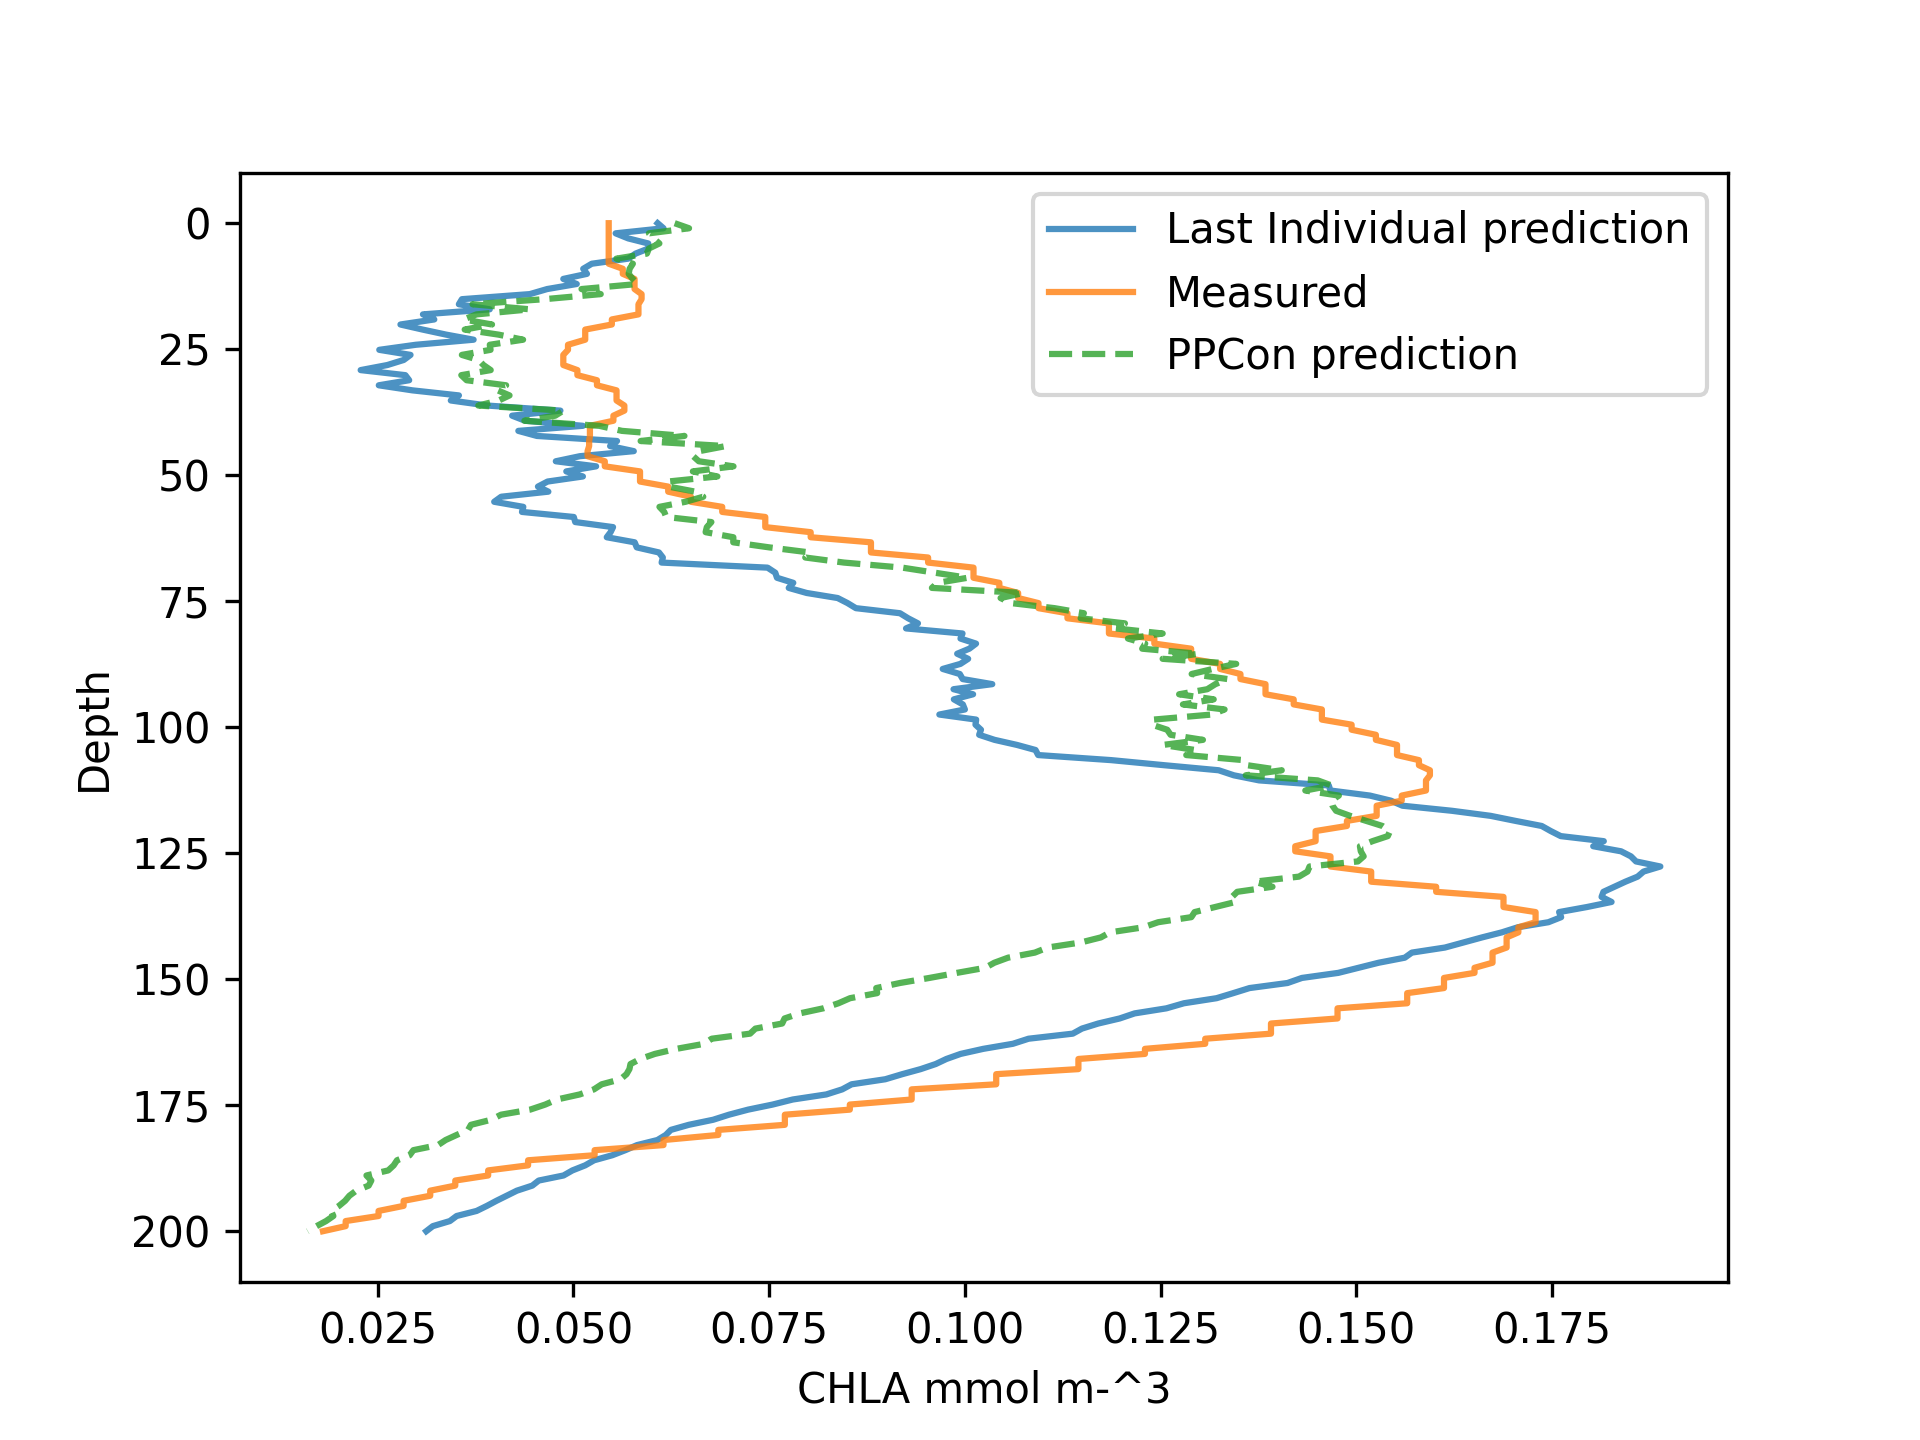 Last Individual prediction
Measured
PPCon prediction
0
25
50
75
100
125
150
175
200
Depth
0.025 0.050 0.075 0.100 0.125 0.150 0.175
CHLA mmol m-^3